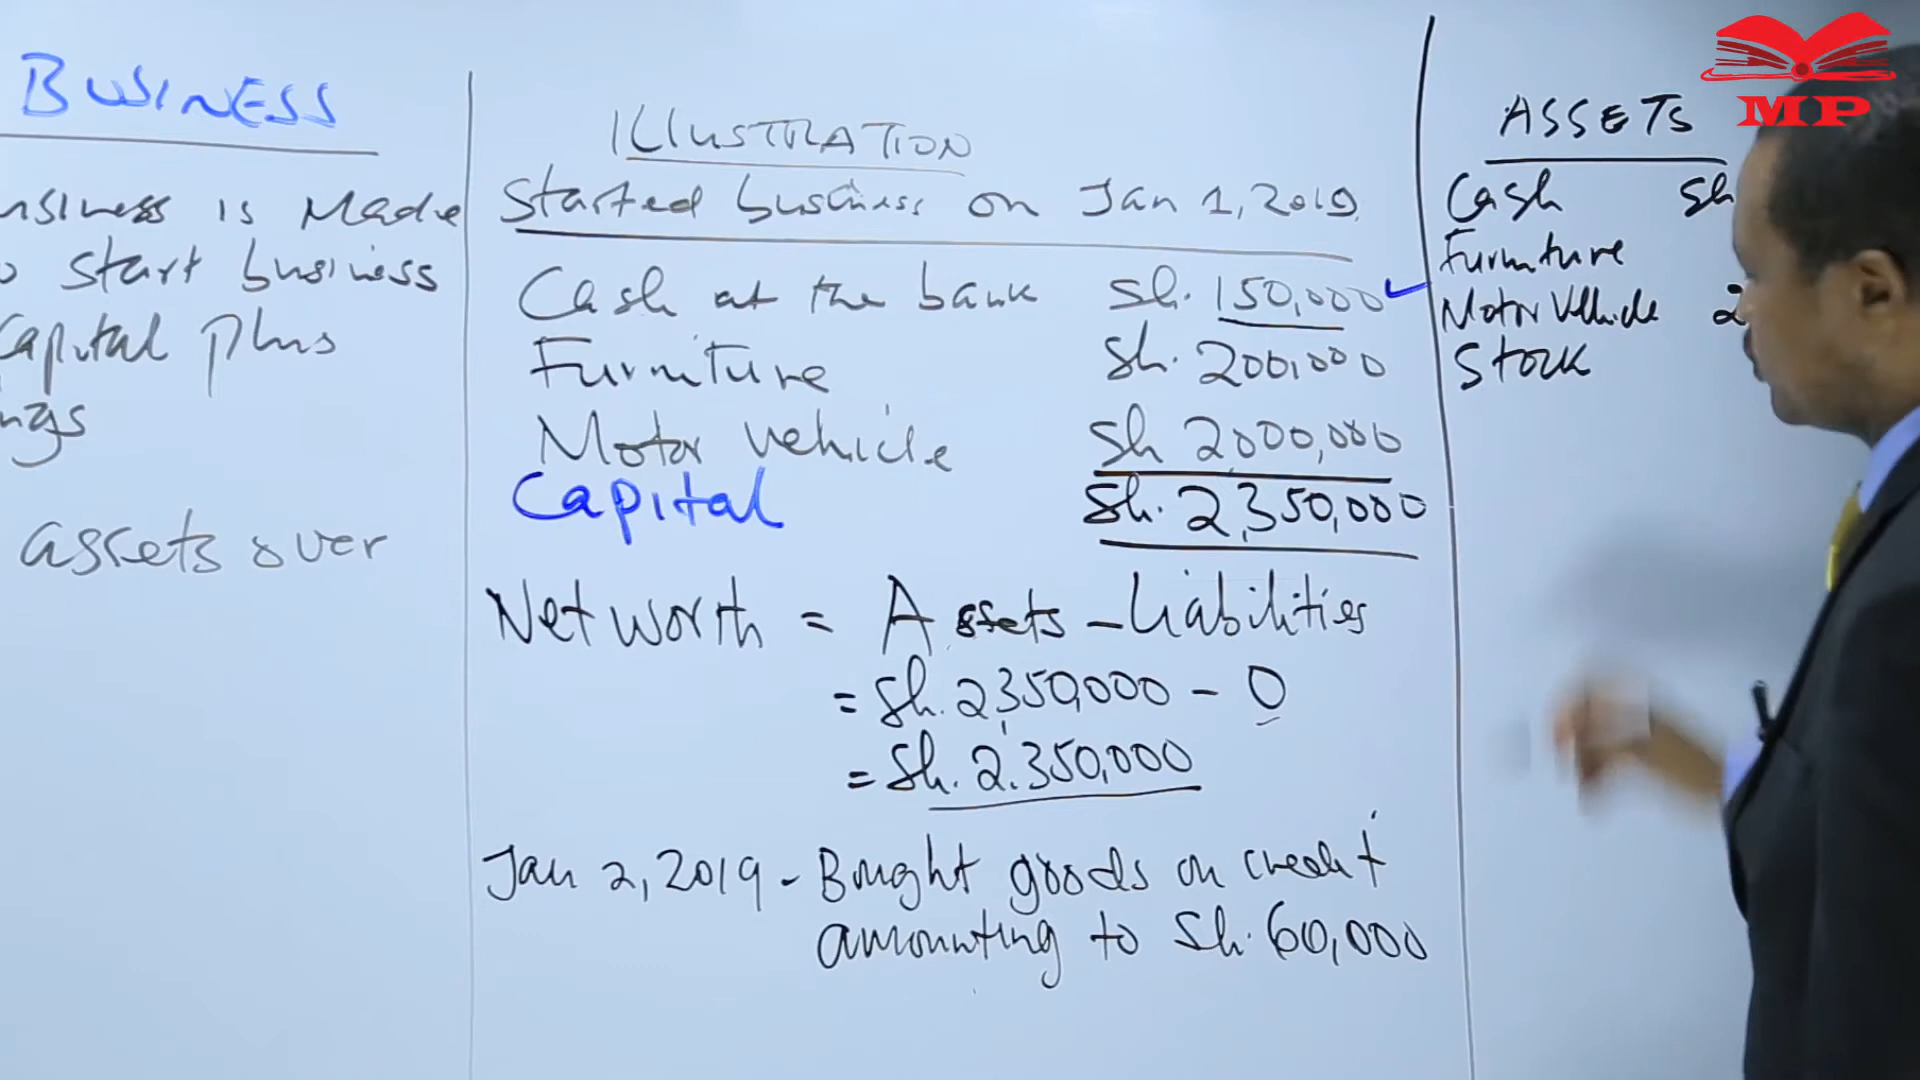 BUSINESS
usiness is Made
o start business
Capital plus
ngs
assets over
ILLUSTRATION
Started business on Jan 1, 2019
Cash at the bank Sh. 150,000
Furniture Sh. 200,000
Motor vehicle Sh 2,000,000
Capital Sh. 2,350,000
Networth = Assets - Liabilities
= Sh. 2,350,000 - 0
= Sh. 2.350,000
Jan 2, 2019 - Bought goods on credit
amounting to Sh. 60,000
ASSETS
Cash Sh
Furniture
Motor Vehicle 2
Stock
MP